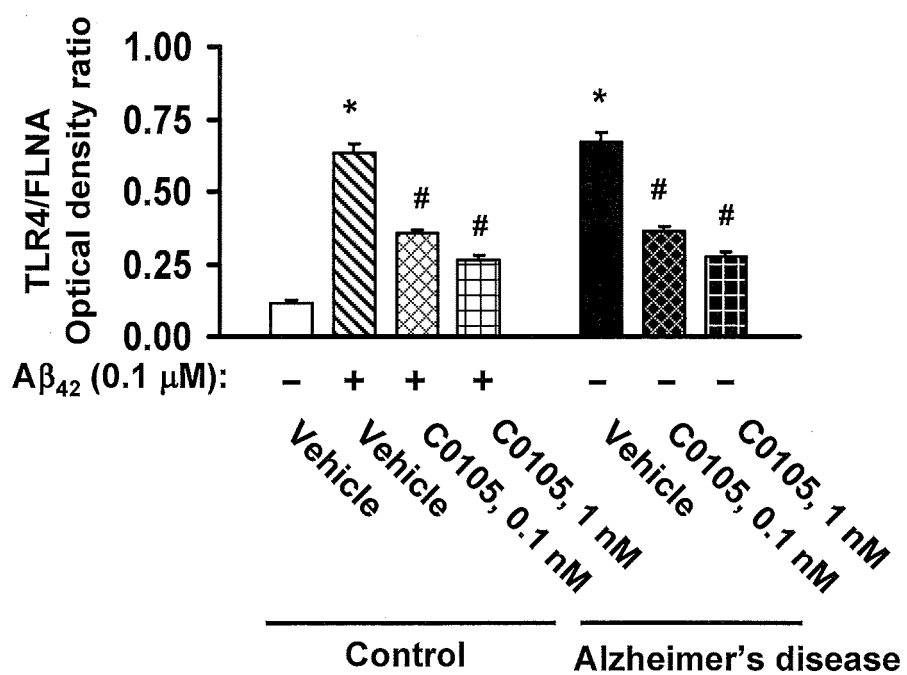 TLR4/FLNA
Optical density ratio
1.00
0.75
0.50
0.25
0.00
*
#
#
*
#
#
Aβ42 (0.1 μM):
− + + + − − −
Vehicle
Vehicle
C0105, 0.1 nM
C0105, 1 nM
Vehicle
C0105, 0.1 nM
C0105, 1 nM
Control
Alzheimer's disease